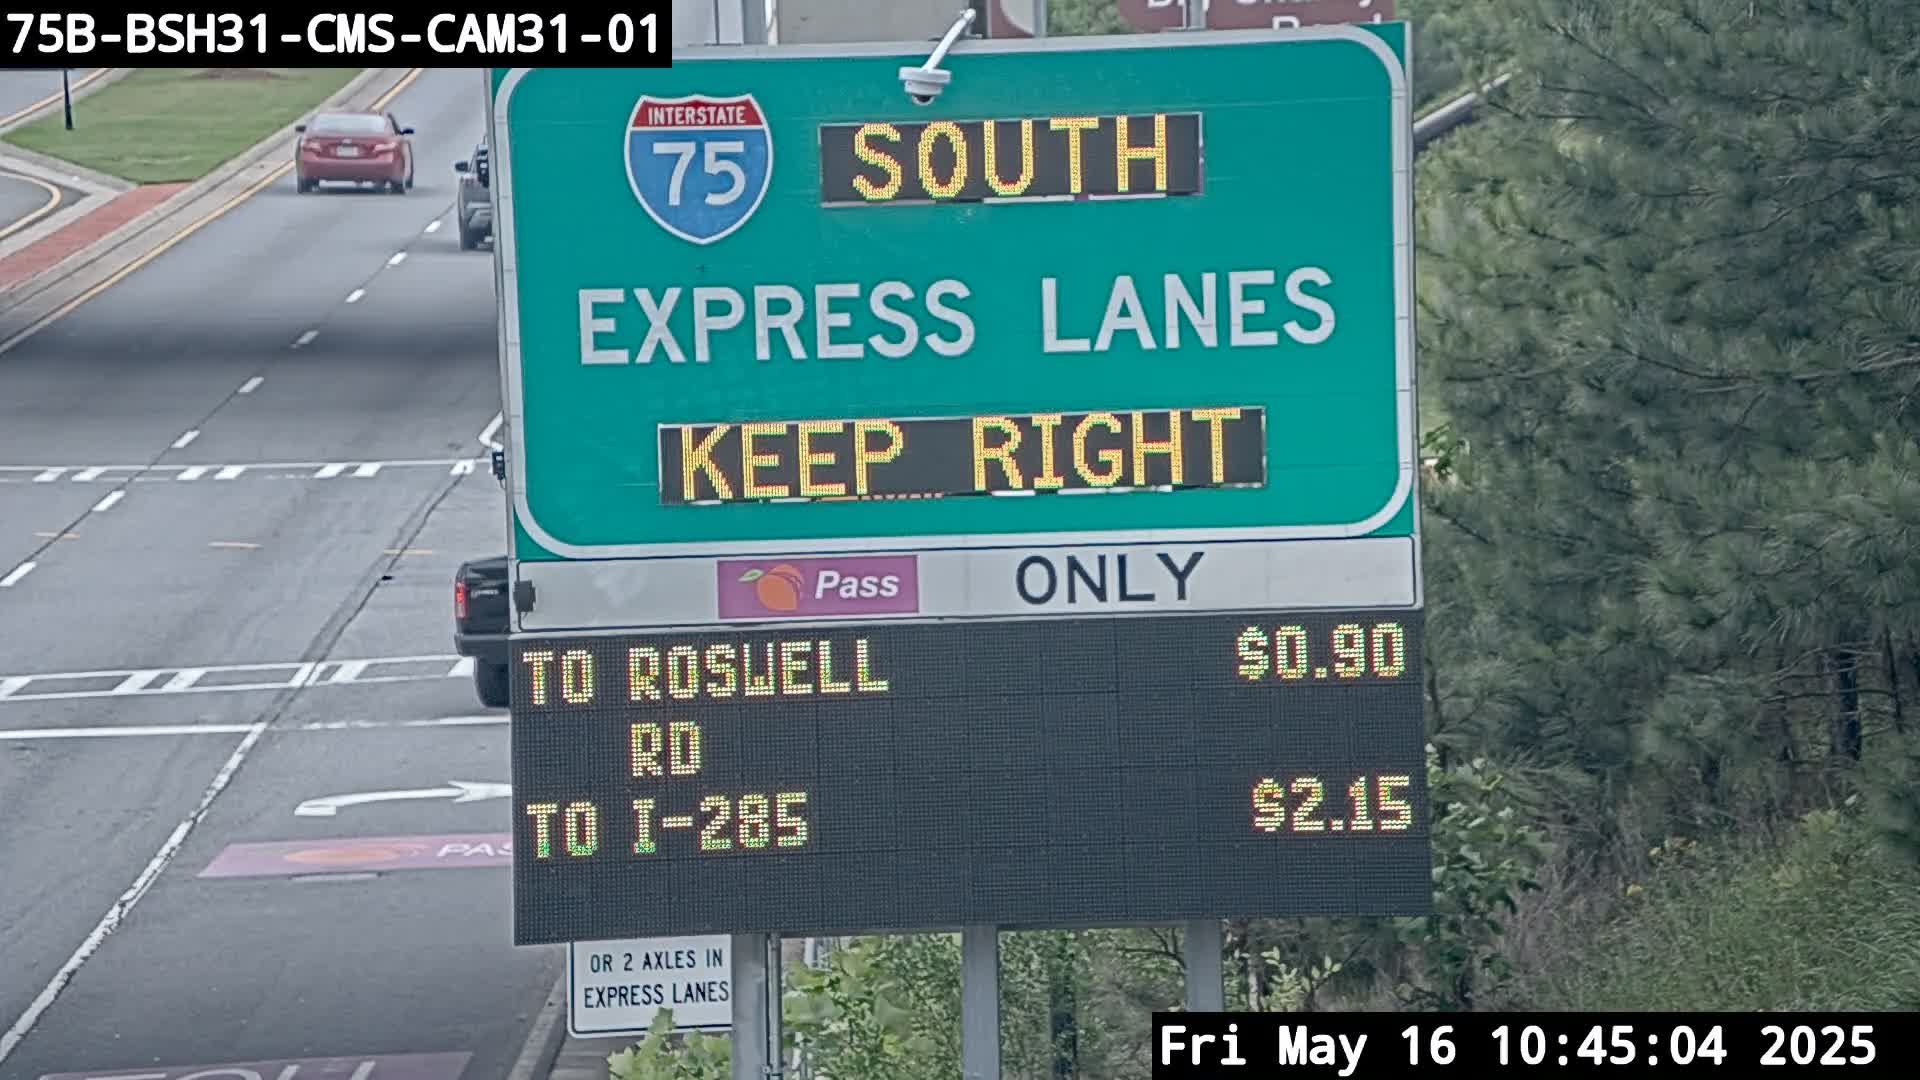 75B-BSH31-CMS-CAM31-01
INTERSTATE
75
SOUTH
EXPRESS LANES
KEEP RIGHT
Pass ONLY
TO ROSWELL $0.90
RD
TO I-285 $2.15
OR 2 AXLES IN
EXPRESS LANES
Fri May 16 10:45:04 2025